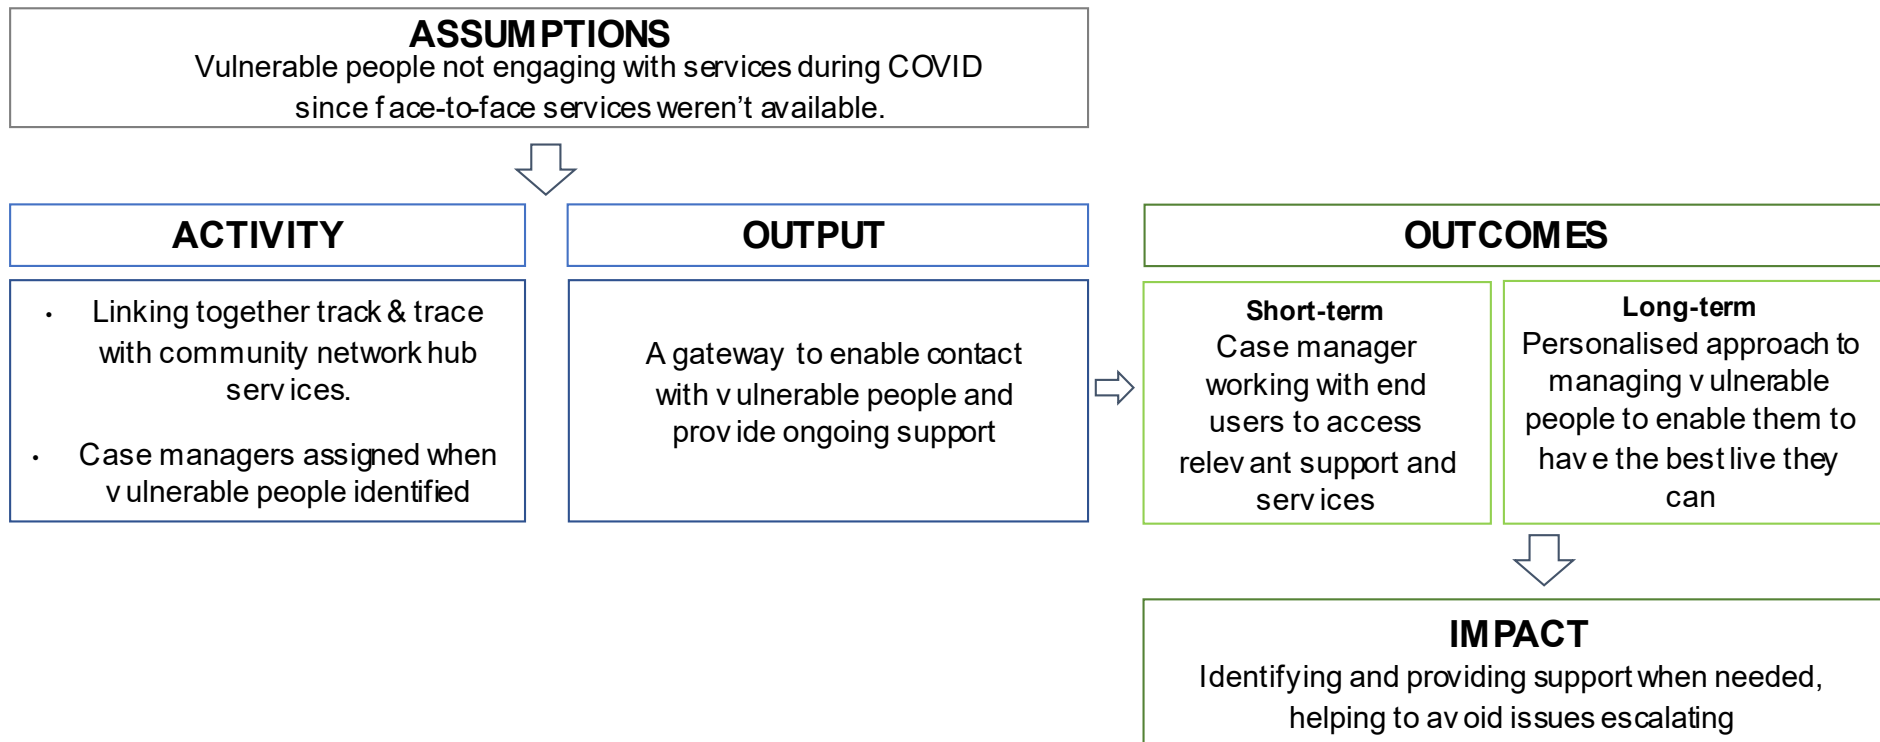 ASSUMPTIONS
Vulnerable people not engaging with services during COVID
since face-to-face services weren't available.
ACTIVITY
• Linking together track & trace
with community network hub
services.
• Case managers assigned when
vulnerable people identified
OUTPUT
A gateway to enable contact
with vulnerable people and
provide ongoing support
OUTCOMES
Short-term
Case manager
working with end
users to access
relevant support and
services
Long-term
Personalised approach to
managing vulnerable
people to enable them to
have the best live they
can
IMPACT
Identifying and providing support when needed,
helping to avoid issues escalating